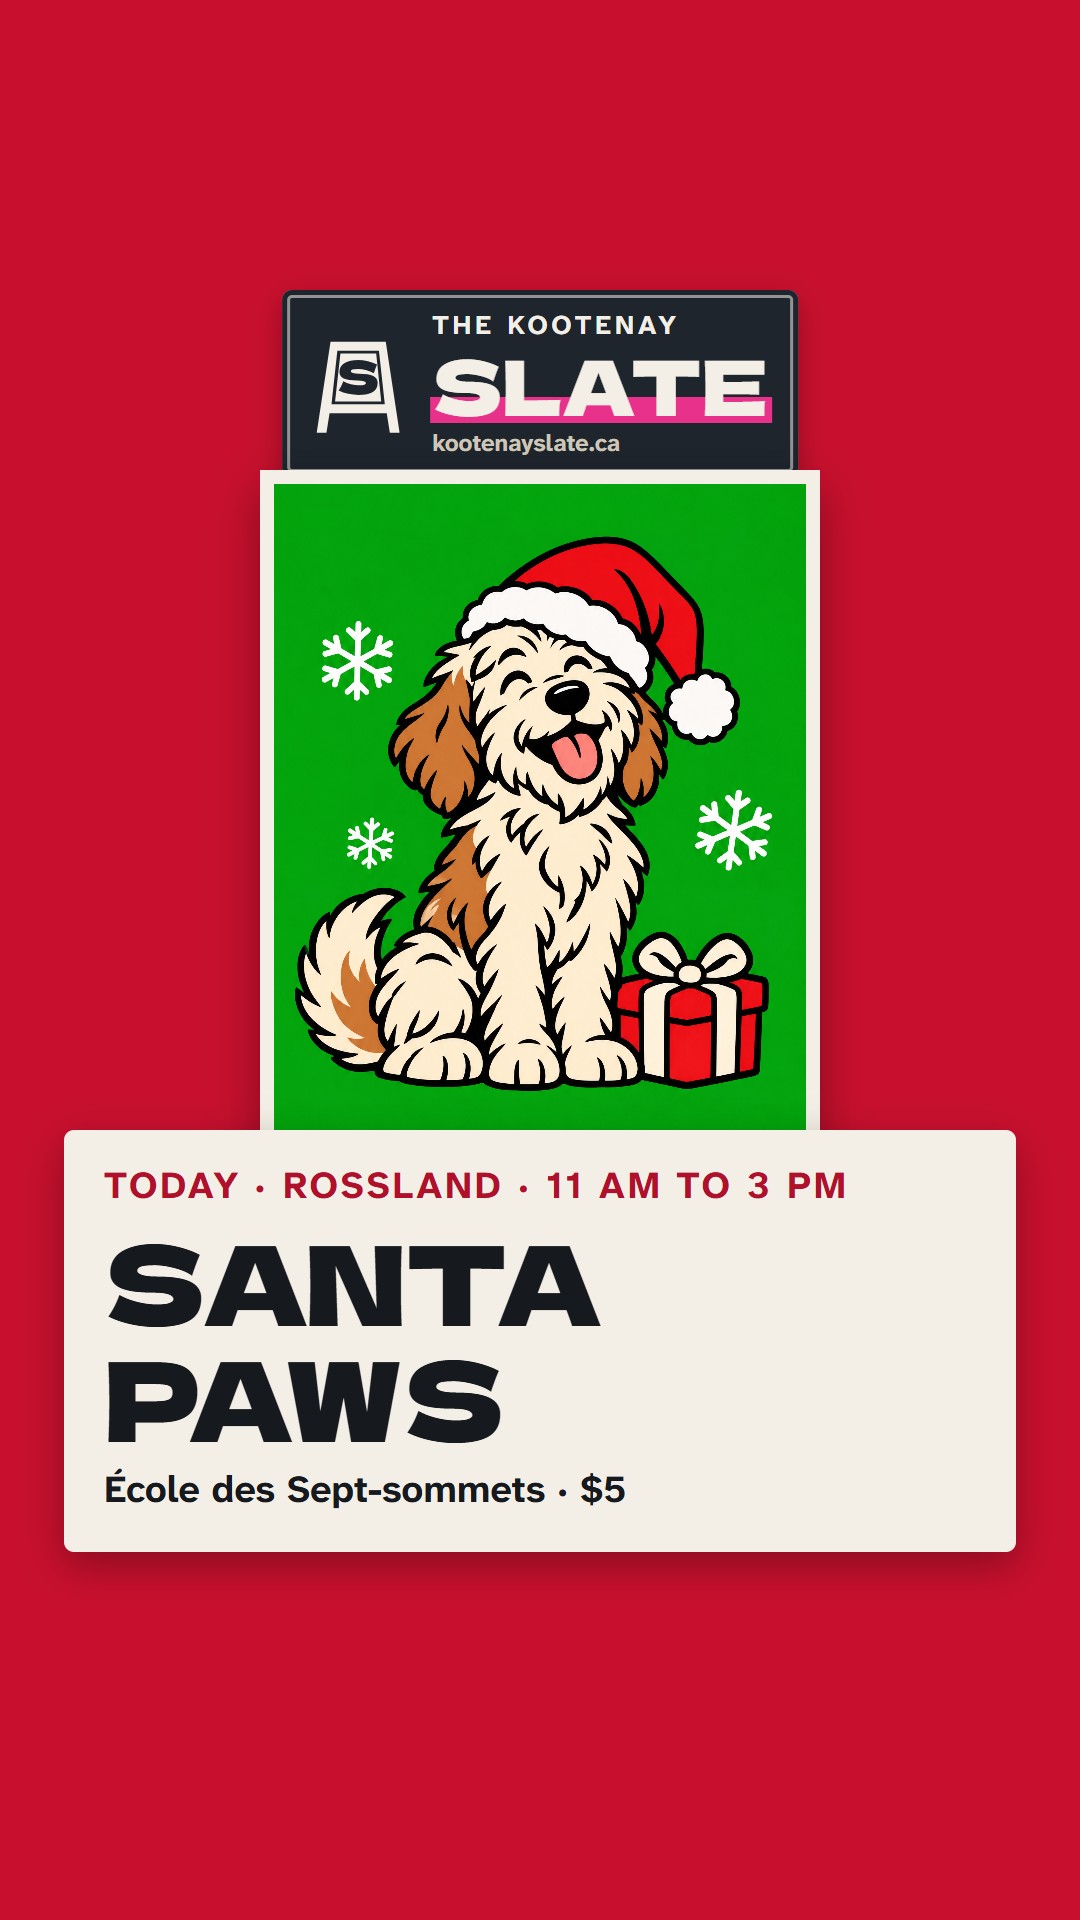 THE KOOTENAY
S
SLATE
kootenayslate.ca
TODAY · ROSSLAND · 11 AM TO 3 PM
SANTA
PAWS
École des Sept-sommets · $5